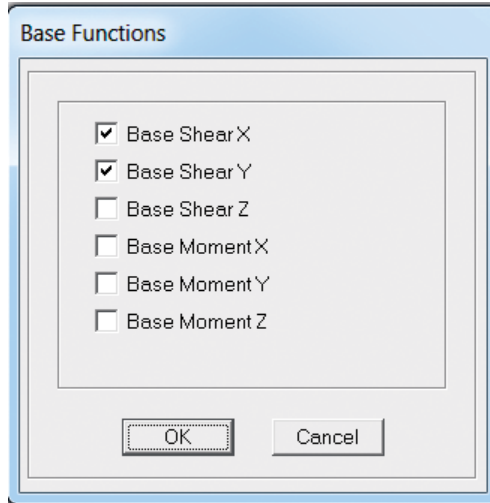 Base Functions
Base Shear X
Base Shear Y
Base Shear Z
Base Moment X
Base Moment Y
Base Moment Z
OK Cancel